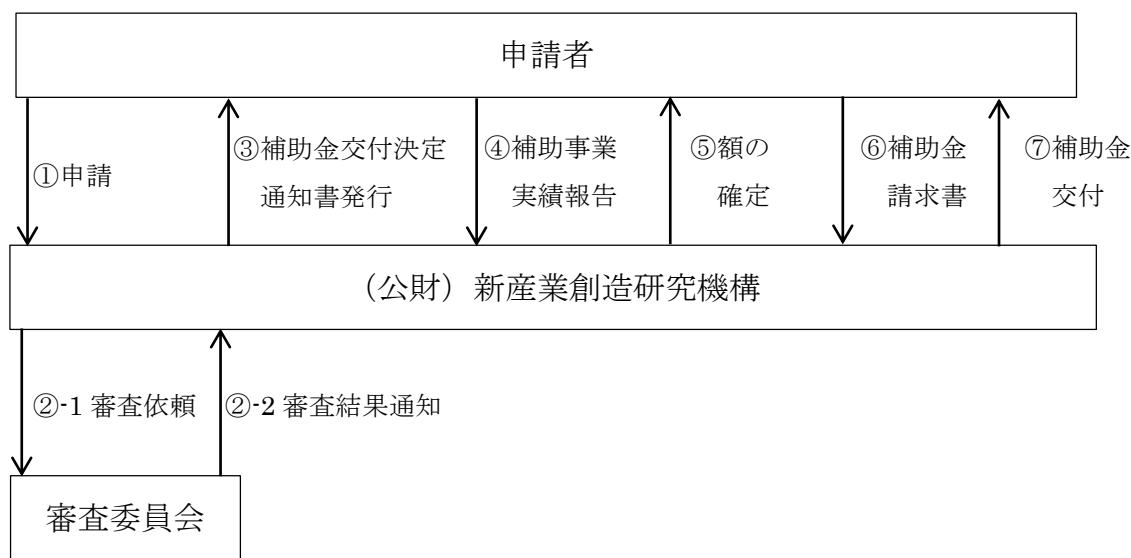 申請者
①申請
③補助金交付決定
通知書発行
④補助事業
実績報告
⑤額の
確定
⑥補助金
請求書
⑦補助金
交付
（公財）新産業創造研究機構
②-1 審査依頼
②-2 審査結果通知
審査委員会